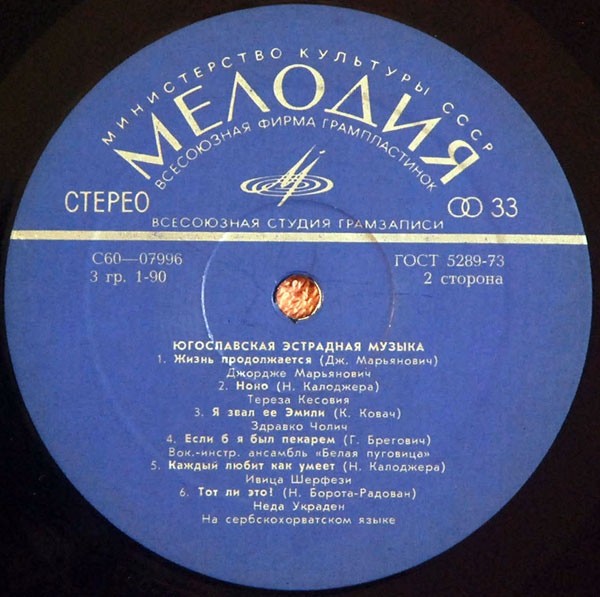 МИНИСТЕРСТВО КУЛЬТУРЫ СССР
МЕЛОДИЯ
ВСЕСОЮЗНАЯ ФИРМА ГРАМПЛАСТИНОК
СТЕРЕО
33
ВСЕСОЮЗНАЯ СТУДИЯ ГРАМЗАПИСИ
С60—07996
ГОСТ 5289-73
3 гр. 1-90
2 сторона
ЮГОСЛАВСКАЯ ЭСТРАДНАЯ МУЗЫКА
1. Жизнь продолжается (Дж. Марьянович)
Джордже Марьянович
2. Ноно (Н. Калоджера)
Тереза Кесовия
3. Я звал ее Эмили (К. Ковач)
Здравко Чолич
4. Если б я был пекарем (Г. Брегович)
Вок.-инстр. ансамбль «Белая пуговица»
5. Каждый любит как умеет (Н. Калоджера)
Ивица Шерфези
6. Тот ли это! (Н. Борота-Радован)
Неда Украден
На сербскохорватском языке